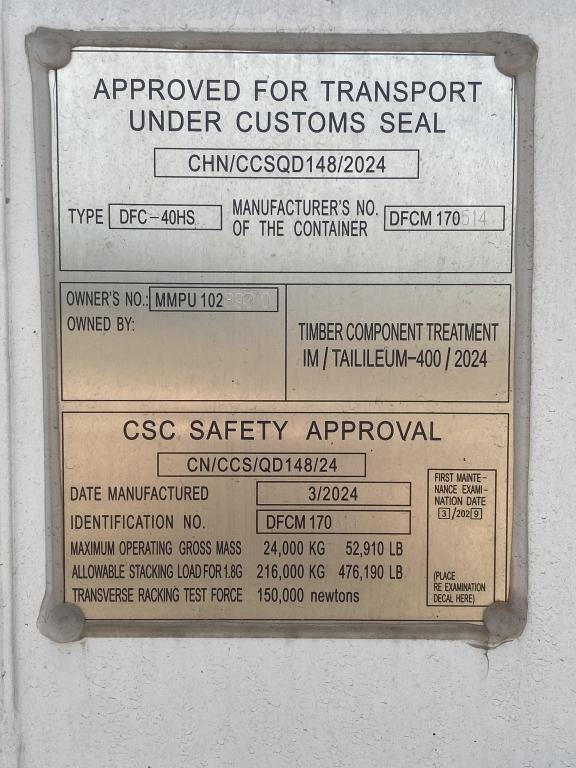 APPROVED FOR TRANSPORT
UNDER CUSTOMS SEAL
CHN/CCSQD148/2024
TYPE DFC-40HS
MANUFACTURER'S NO.
OF THE CONTAINER
DFCM 170514
OWNER'S NO.: MMPU 102
OWNED BY:
TIMBER COMPONENT TREATMENT
IM / TAILILEUM-400 / 2024
CSC SAFETY APPROVAL
CN/CCS/QD148/24
DATE MANUFACTURED 3/2024
IDENTIFICATION NO. DFCM 170
MAXIMUM OPERATING GROSS MASS 24,000 KG 52,910 LB
ALLOWABLE STACKING LOAD FOR 1.8G 216,000 KG 476,190 LB
TRANSVERSE RACKING TEST FORCE 150,000 newtons
FIRST MAINTE-
NANCE EXAMI-
NATION DATE
3/2029
(PLACE
RE EXAMINATION
DECAL HERE)